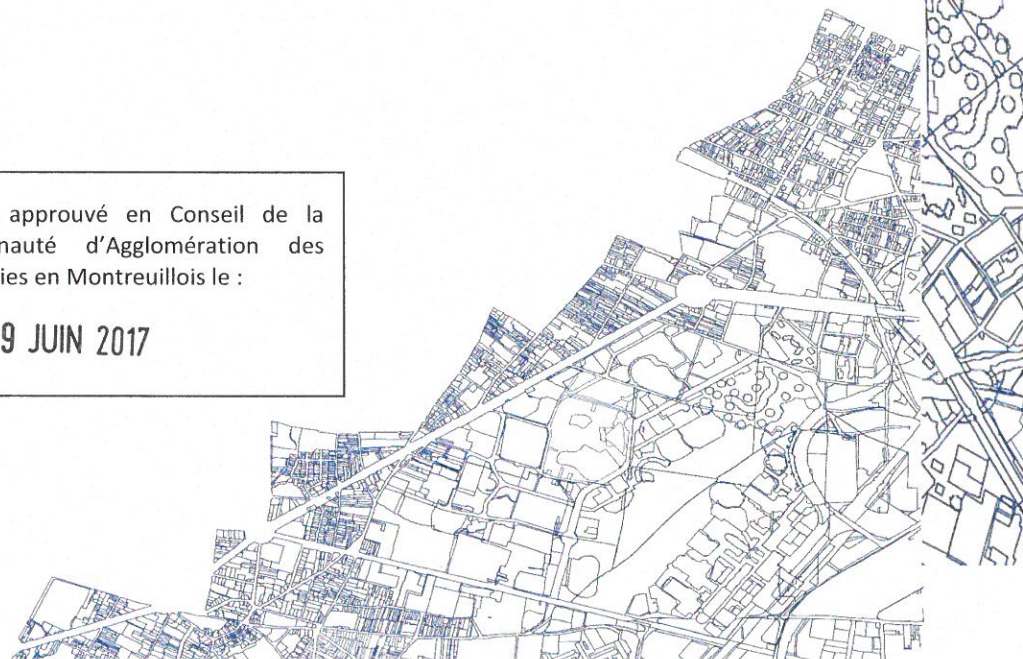 approuvé en Conseil de la
nauté d'Agglomération des
ies en Montreuillois le :
9 JUIN 2017